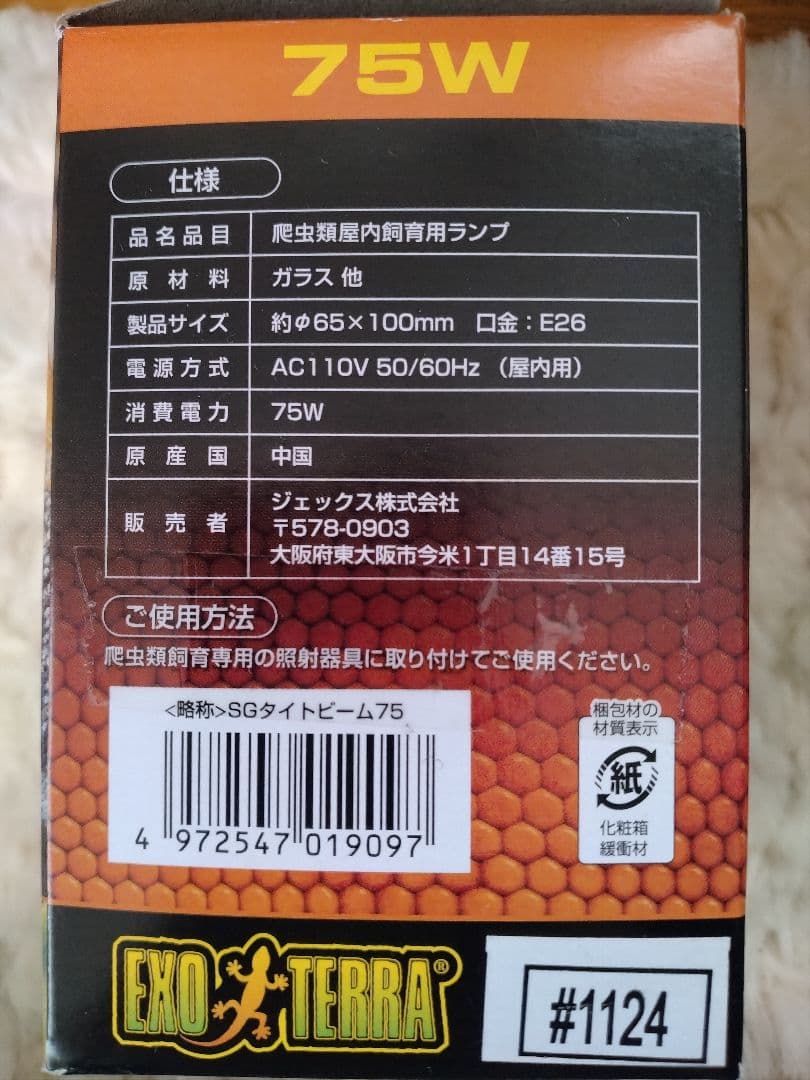 75W
仕様
品名品目 爬虫類屋内飼育用ランプ
原材料 ガラス 他
製品サイズ 約φ65×100mm 口金:E26
電源方式 AC110V 50/60Hz (屋内用)
消費電力 75W
原産国 中国
販売者 ジェックス株式会社
〒578-0903
大阪府東大阪市今米1丁目14番15号
ご使用方法
爬虫類飼育専用の照射器具に取り付けてご使用ください。
<略称>SGタイトビーム75
4 972547 019097
梱包材の
材質表示
紙
化粧箱
緩衝材
EXO TERRA®
#1124